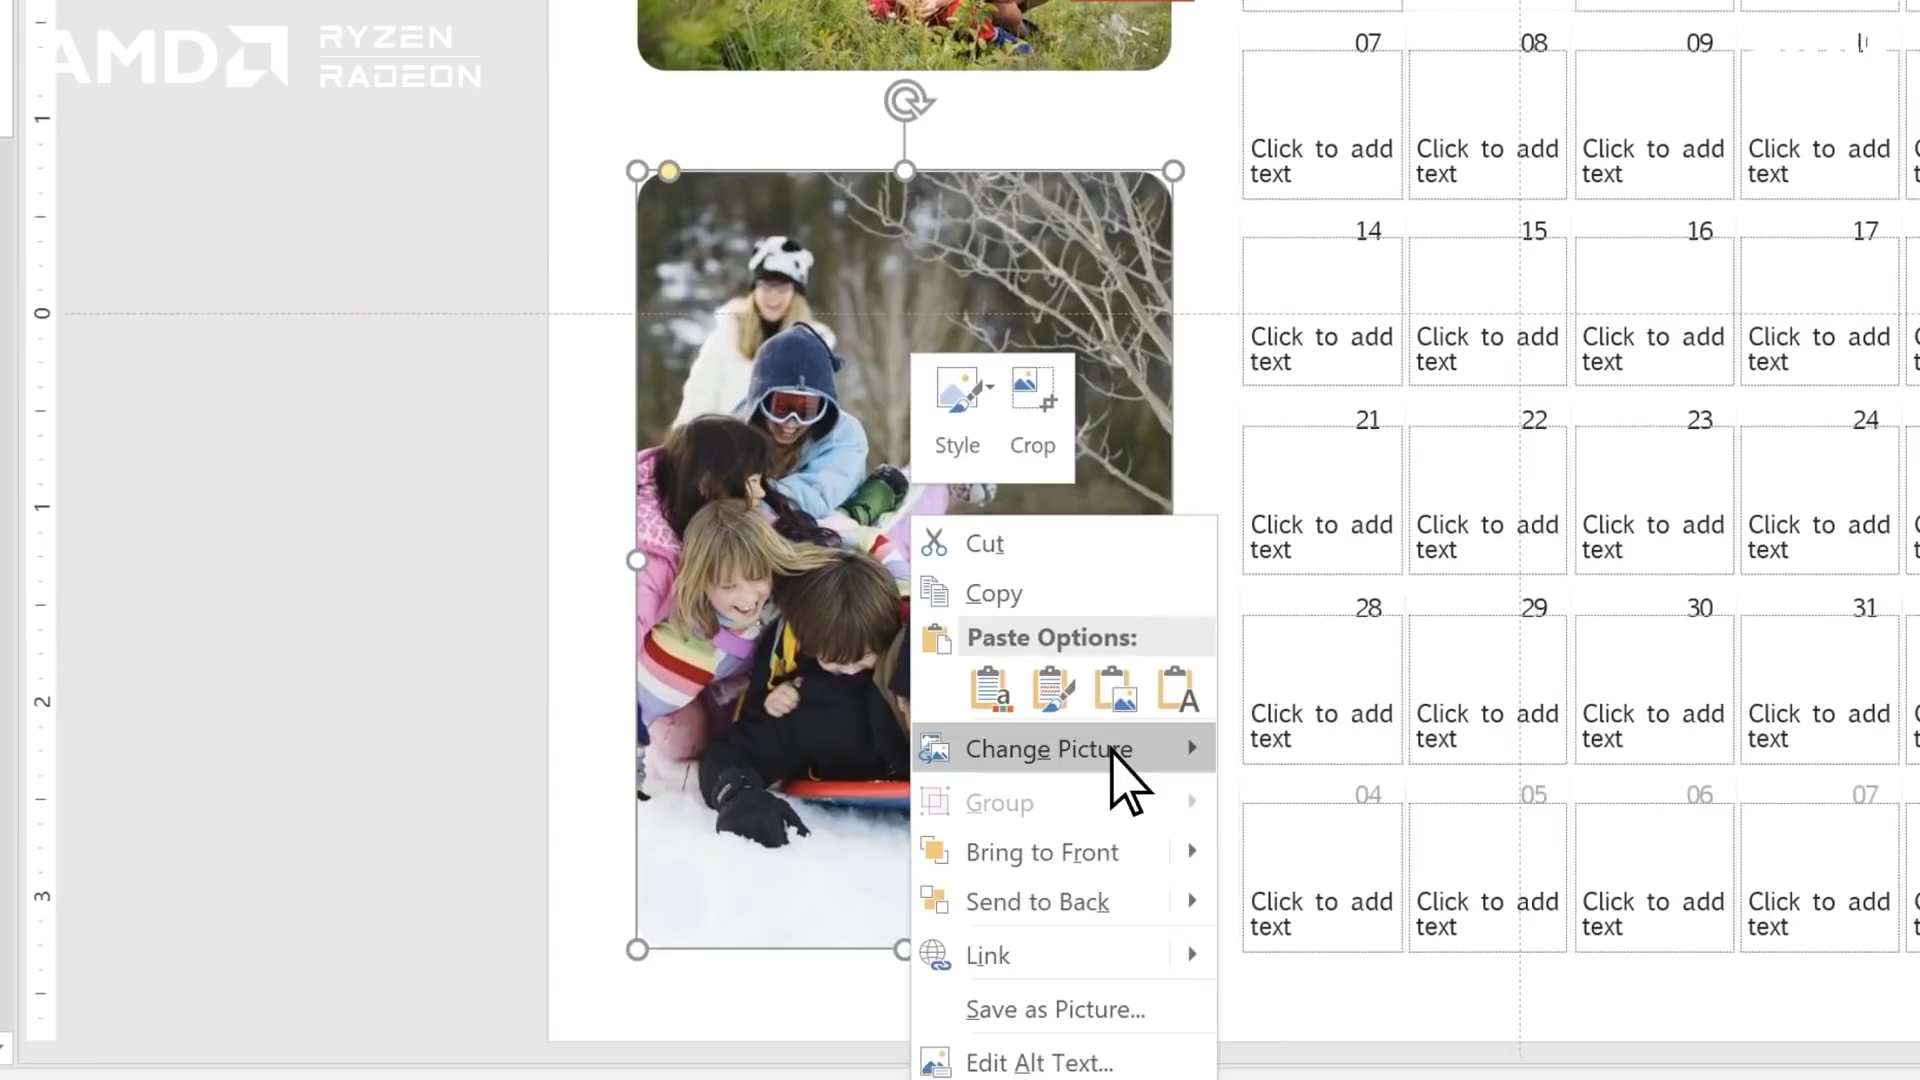 AMD
RYZEN
RADEON
1
0
1
2
3
07 08 09
Click to add text
Click to add text
Click to add text
Click to add text
14 15 16 17
Click to add text
Click to add text
Click to add text
Click to add text
21 22 23 24
Click to add text
Click to add text
Click to add text
Click to add text
28 29 30 31
Click to add text
Click to add text
Click to add text
Click to add text
04 05 06 07
Click to add text
Click to add text
Click to add text
Click to add text
Style Crop
Cut
Copy
Paste Options:
Change Picture
Group
Bring to Front
Send to Back
Link
Save as Picture...
Edit Alt Text...